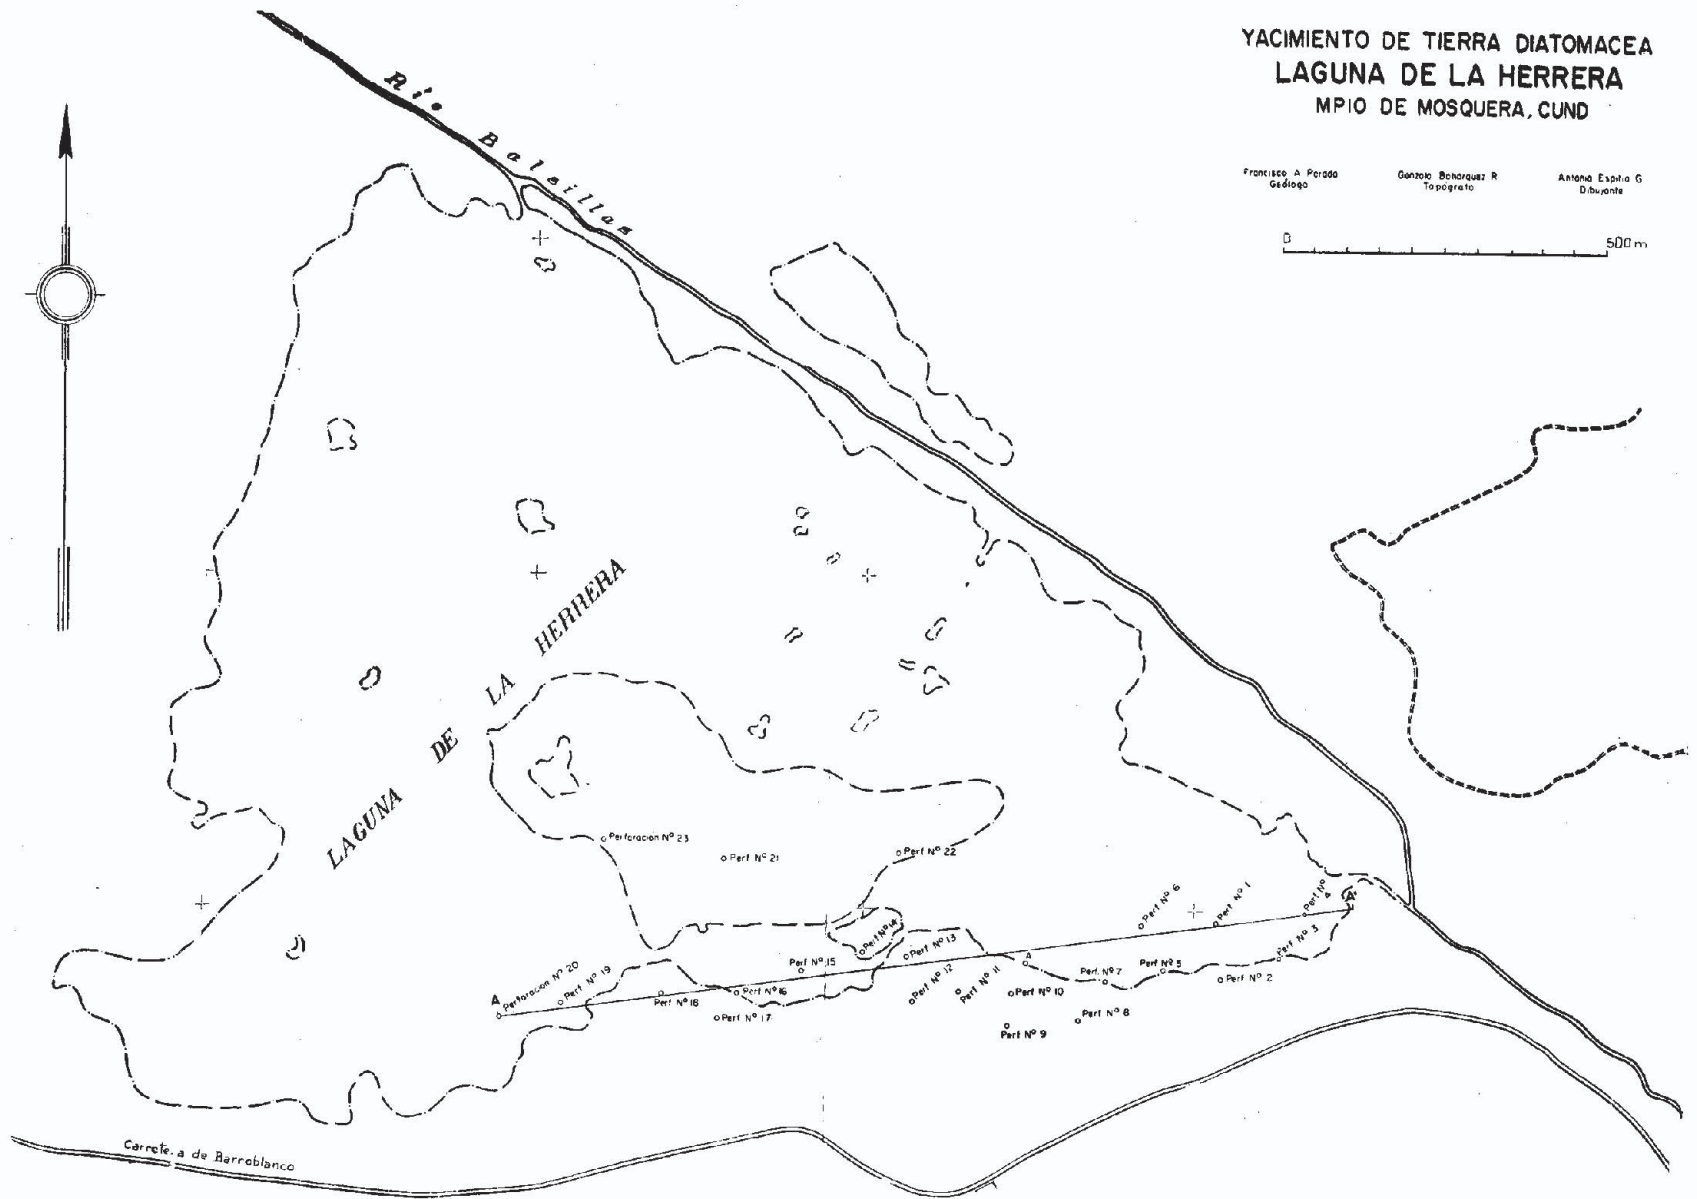 YACIMIENTO DE TIERRA DIATOMACEA
LAGUNA DE LA HERRERA
MPIO DE MOSQUERA, CUND
Francisco A Parada
Geólogo
Gonzalo Bohorquez R
Topógrafo
Antonio Espitia G
Dibujante
0 500 m
Río Balsillas
LAGUNA DE LA HERRERA
Perforacion Nº 23
Perf Nº 21
Perf Nº 22
Perf Nº 6
Perf Nº 1
Perf Nº 4
A'
Perf Nº 14
Perf Nº 13
Perf Nº 3
Perf Nº 15
Perf Nº 12
Perf Nº 11
A
Perf Nº 7
Perf Nº 5
Perf Nº 2
A
Perforacion Nº 20
Perf Nº 19
Perf Nº 18
Perf Nº 16
Perf Nº 10
Perf Nº 17
Perf Nº 8
Perf Nº 9
Carrete a de Barroblanco